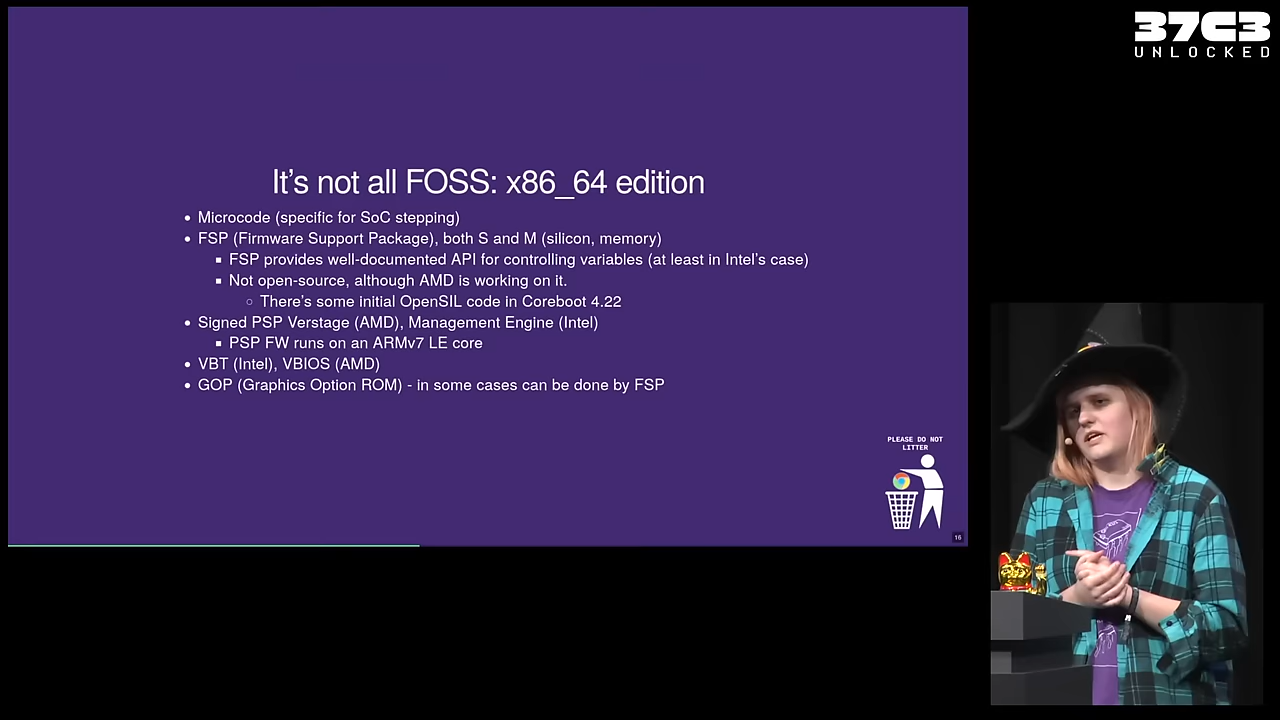 37C3
UNLOCKED
It's not all FOSS: x86_64 edition
Microcode (specific for SoC stepping)
FSP (Firmware Support Package), both S and M (silicon, memory)
FSP provides well-documented API for controlling variables (at least in Intel's case)
Not open-source, although AMD is working on it.
There's some initial OpenSIL code in Coreboot 4.22
Signed PSP Verstage (AMD), Management Engine (Intel)
PSP FW runs on an ARMv7 LE core
VBT (Intel), VBIOS (AMD)
GOP (Graphics Option ROM) - in some cases can be done by FSP
PLEASE DO NOT
LITTER
16